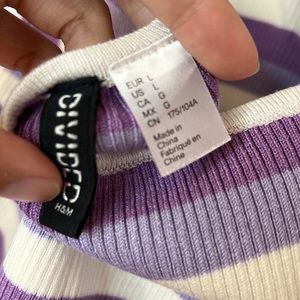 DIVIDED
H&M
EUR L
US L
CA G
MX G
CN 175/104A
Made in
China
Fabriqué en
Chine